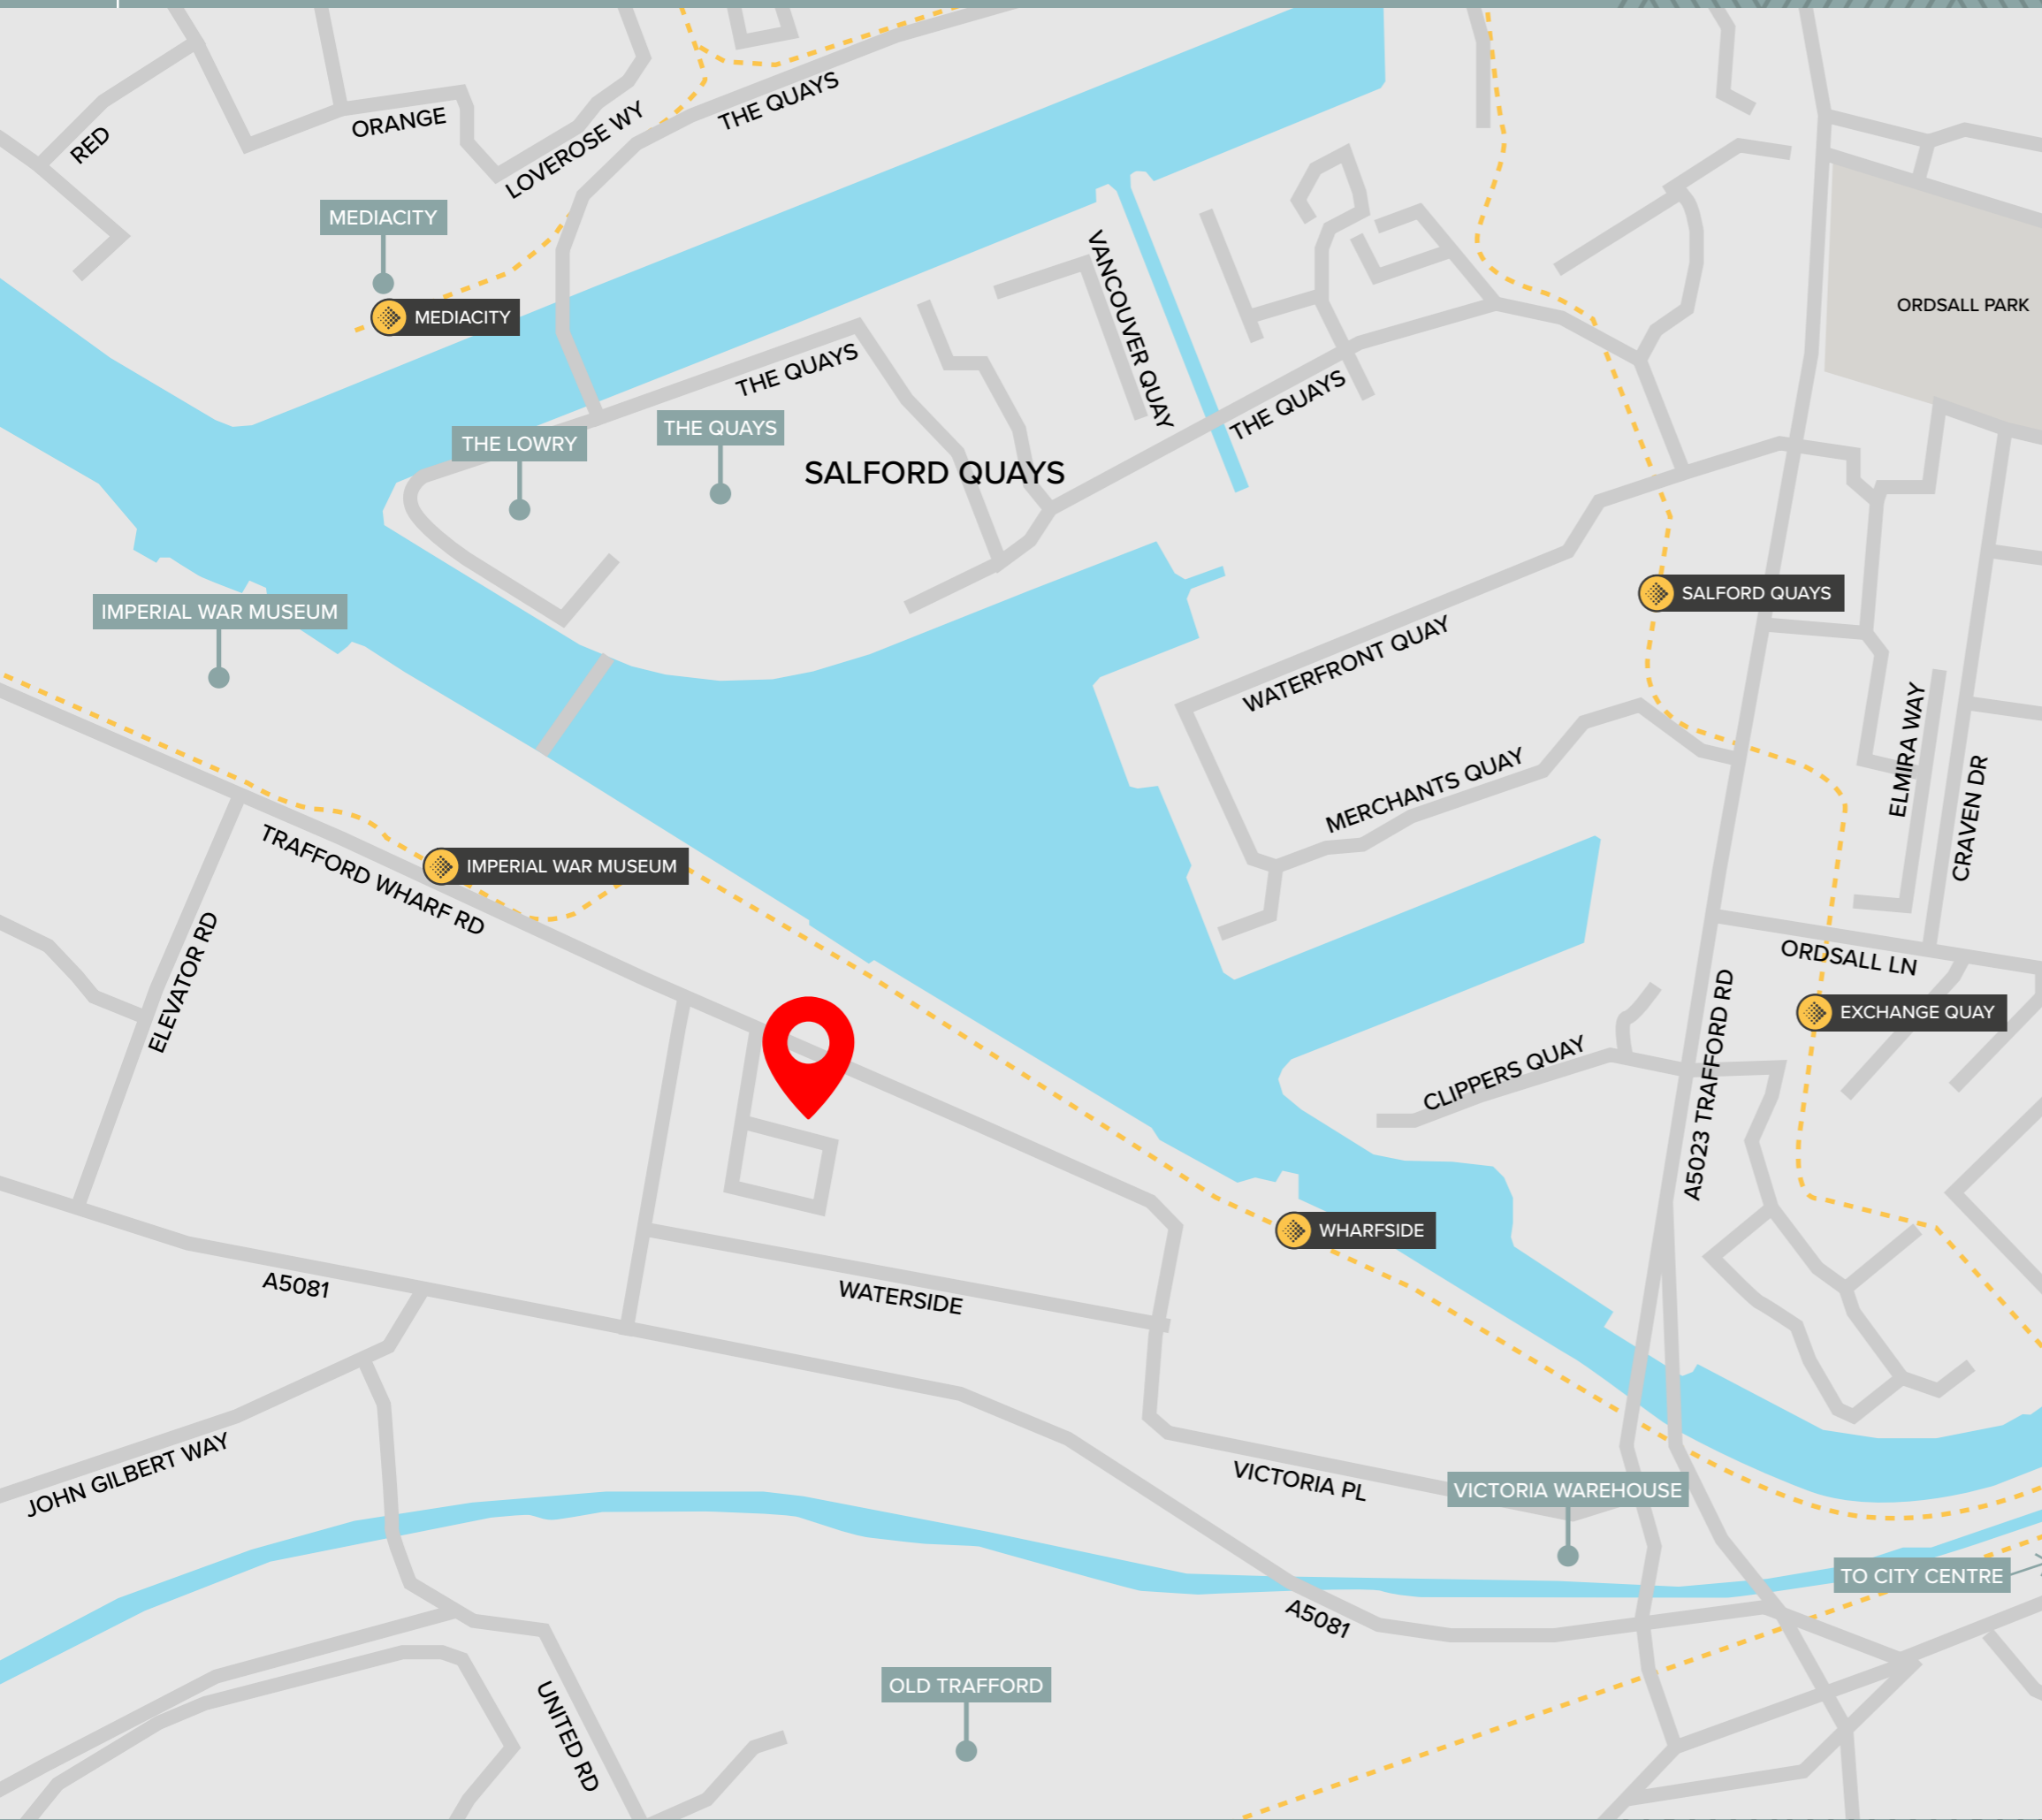 THE QUAYS
ORANGE
RED
LOVEROSE WY
MEDIACITY
MEDIACITY
VANCOUVER QUAY
ORDSALL PARK
THE QUAYS
THE QUAYS
THE LOWRY
THE QUAYS
SALFORD QUAYS
SALFORD QUAYS
IMPERIAL WAR MUSEUM
WATERFRONT QUAY
ELMIRA WAY
MERCHANTS QUAY
CRAVEN DR
IMPERIAL WAR MUSEUM
TRAFFORD WHARF RD
ORDSALL LN
ELEVATOR RD
EXCHANGE QUAY
CLIPPERS QUAY
A5023 TRAFFORD RD
WHARFSIDE
A5081
WATERSIDE
JOHN GILBERT WAY
VICTORIA PL
VICTORIA WAREHOUSE
TO CITY CENTRE
A5081
OLD TRAFFORD
UNITED RD